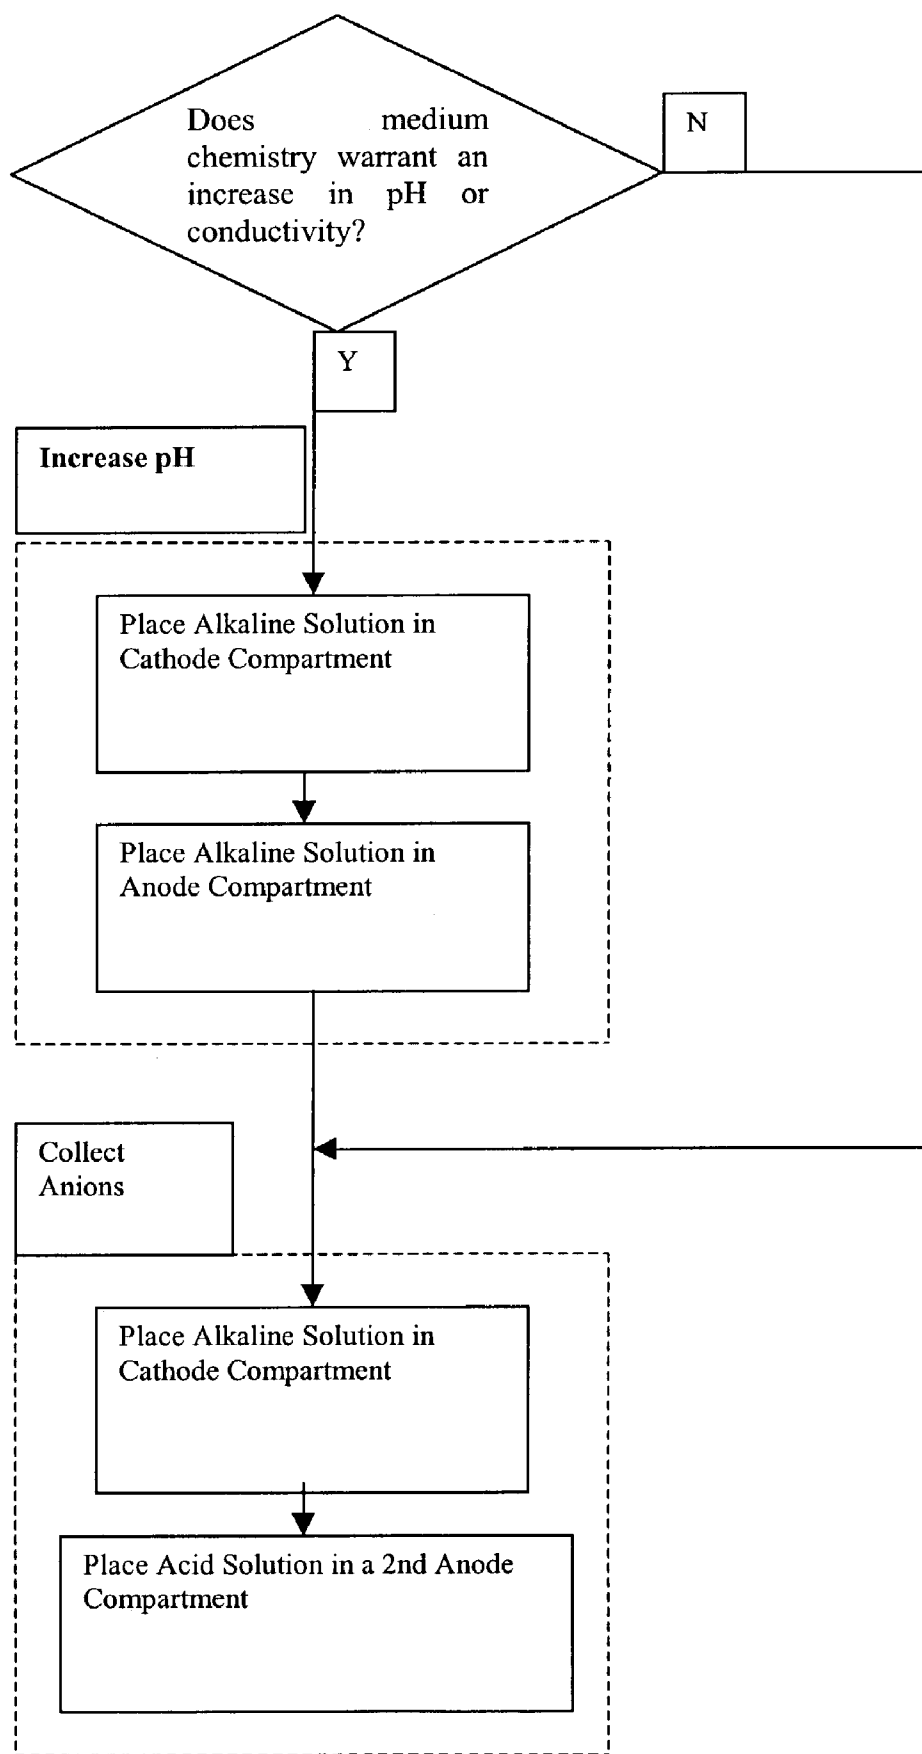 Does medium
chemistry warrant an
increase in pH or
conductivity?
N
Y
Increase pH
Place Alkaline Solution in
Cathode Compartment
Place Alkaline Solution in
Anode Compartment
Collect
Anions
Place Alkaline Solution in
Cathode Compartment
Place Acid Solution in a 2nd Anode
Compartment